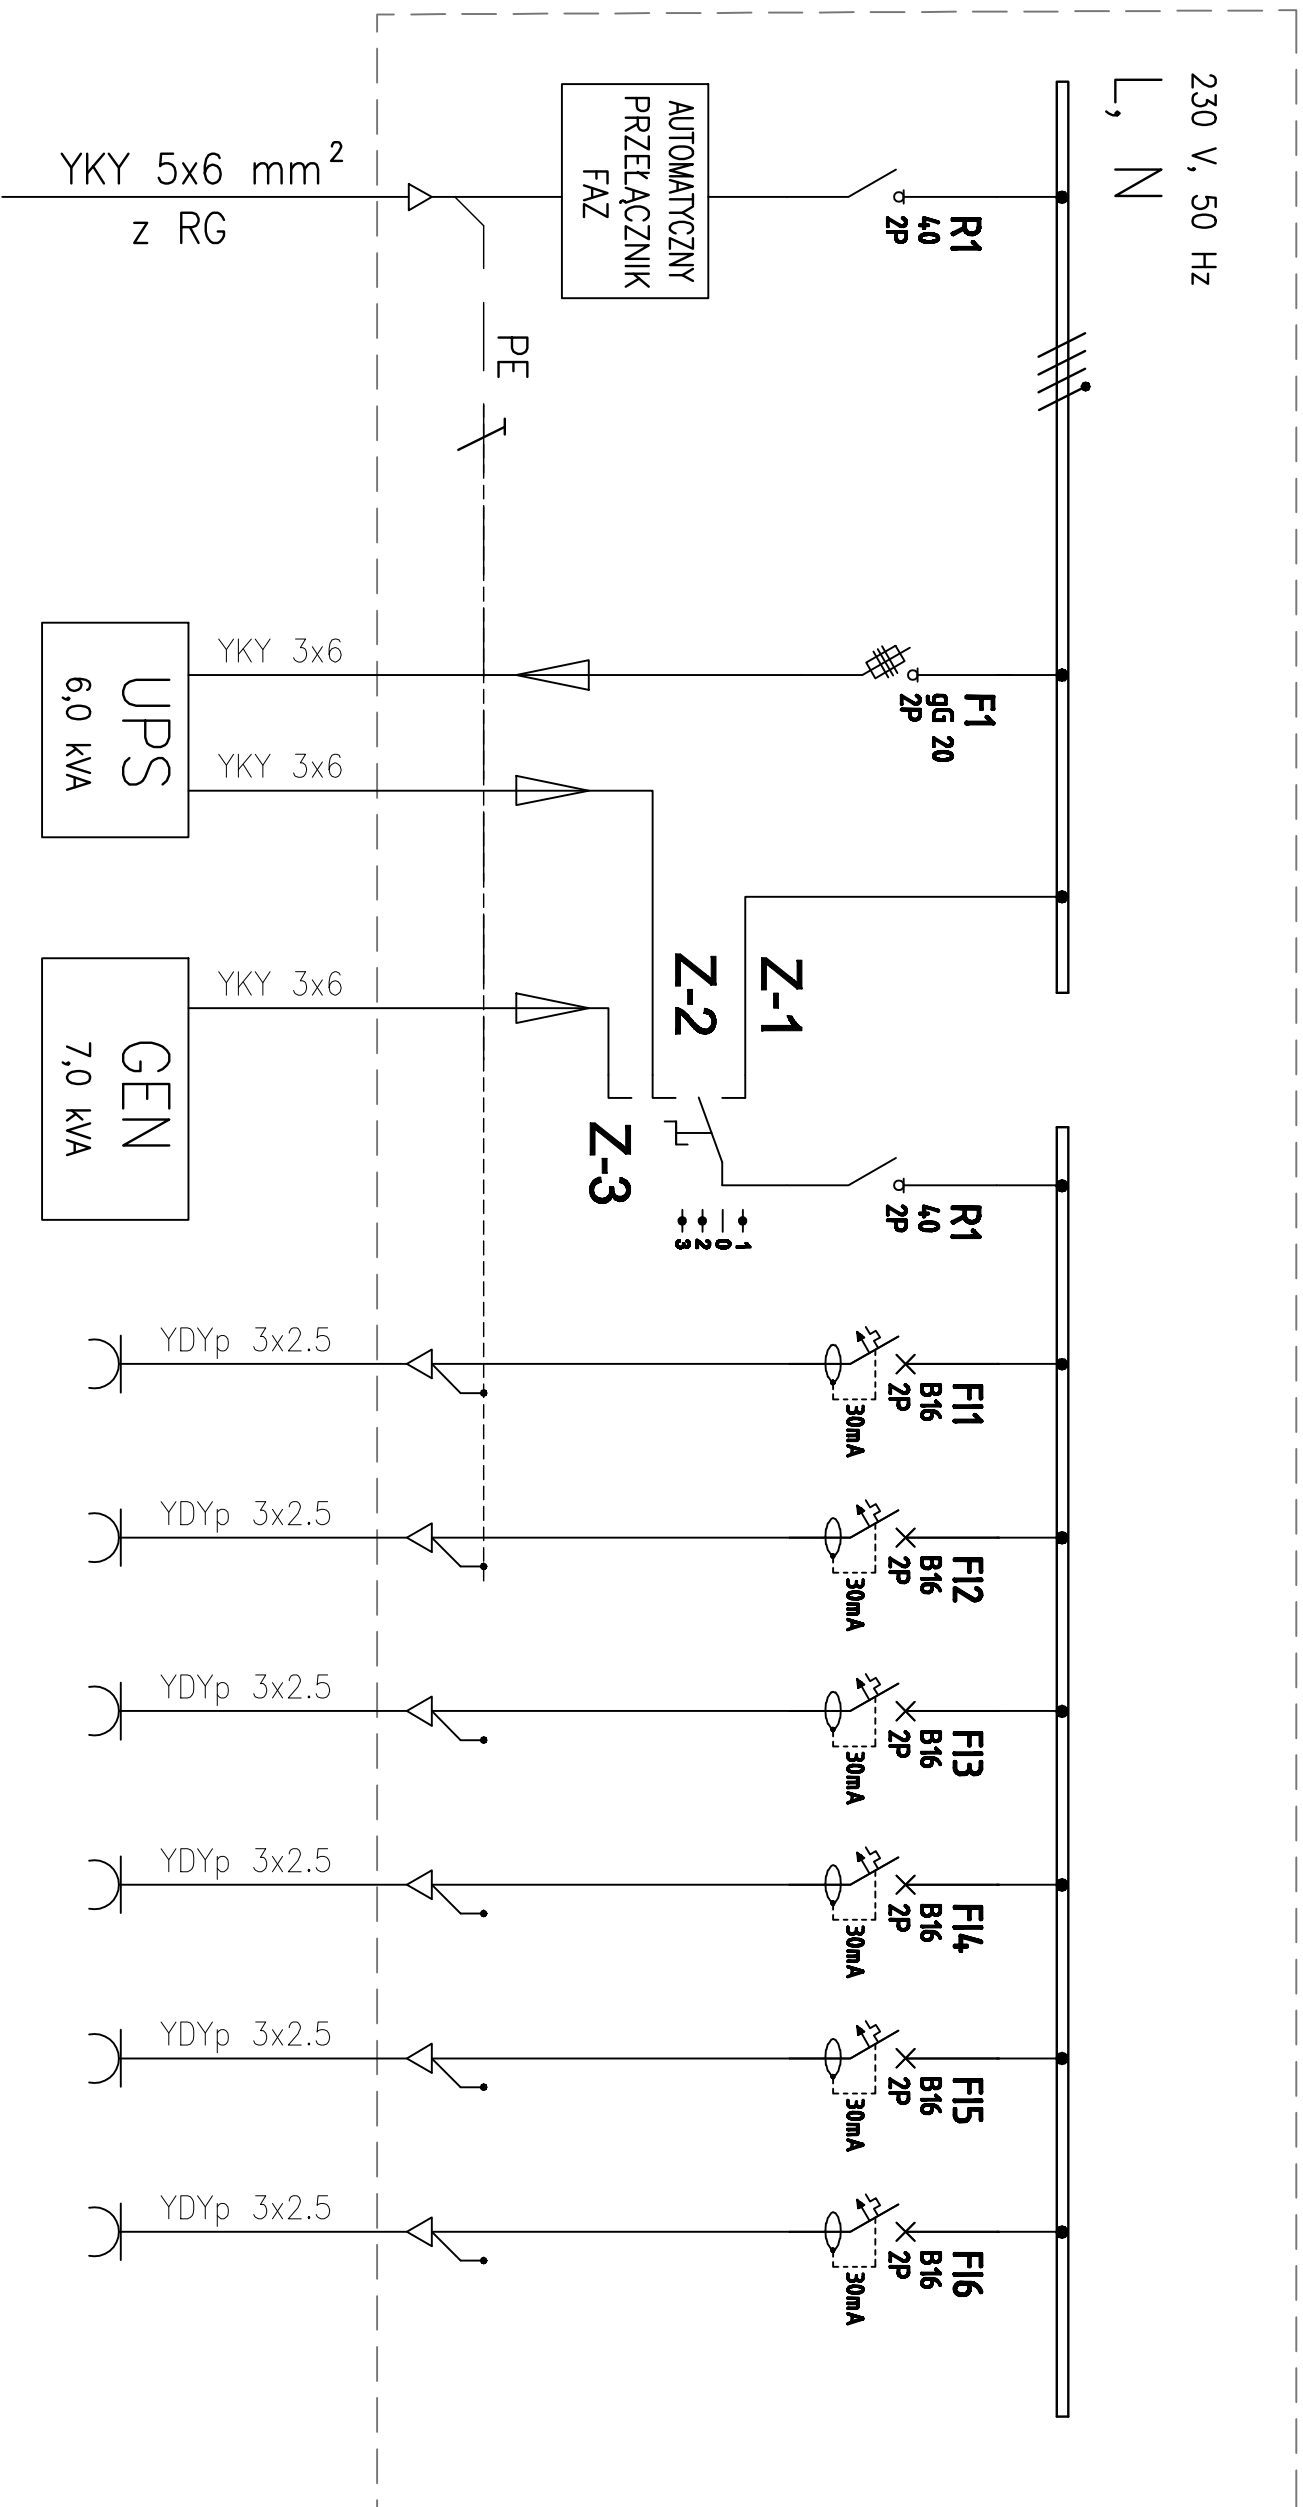 230 V, 50 Hz
L, N
R1
40
2P
AUTOMATYCZNY
PRZEŁĄCZNIK
FAZ
YKY 5x6 mm²
z RG
PE
F1
gG 20
2P
YKY 3x6
YKY 3x6
UPS
6,0 kVA
Z-1
Z-2
Z-3
YKY 3x6
GEN
7,0 kVA
R1
40
2P
1
0
2
3
FI1
B16
2P
30mA
YDYp 3x2.5
FI2
B16
2P
30mA
YDYp 3x2.5
FI3
B16
2P
30mA
YDYp 3x2.5
FI4
B16
2P
30mA
YDYp 3x2.5
FI5
B16
2P
30mA
YDYp 3x2.5
FI6
B16
2P
30mA
YDYp 3x2.5